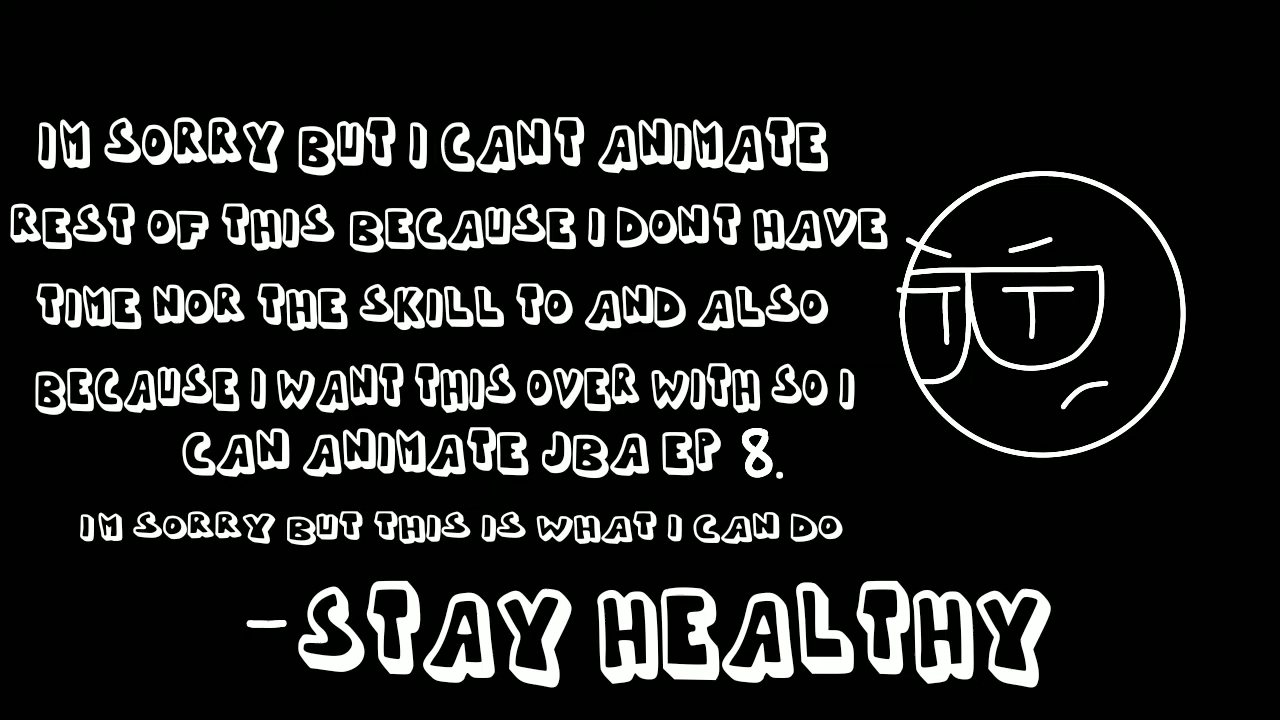 IM SORRY BUT I CANT ANIMATE
REST OF THIS BECAUSE I DONT HAVE
TIME NOR THE SKILL TO AND ALSO
BECAUSE I WANT THIS OVER WITH SO I
CAN ANIMATE JBA EP 8.
IM SORRY BUT THIS IS WHAT I CAN DO
-STAY HEALTHY